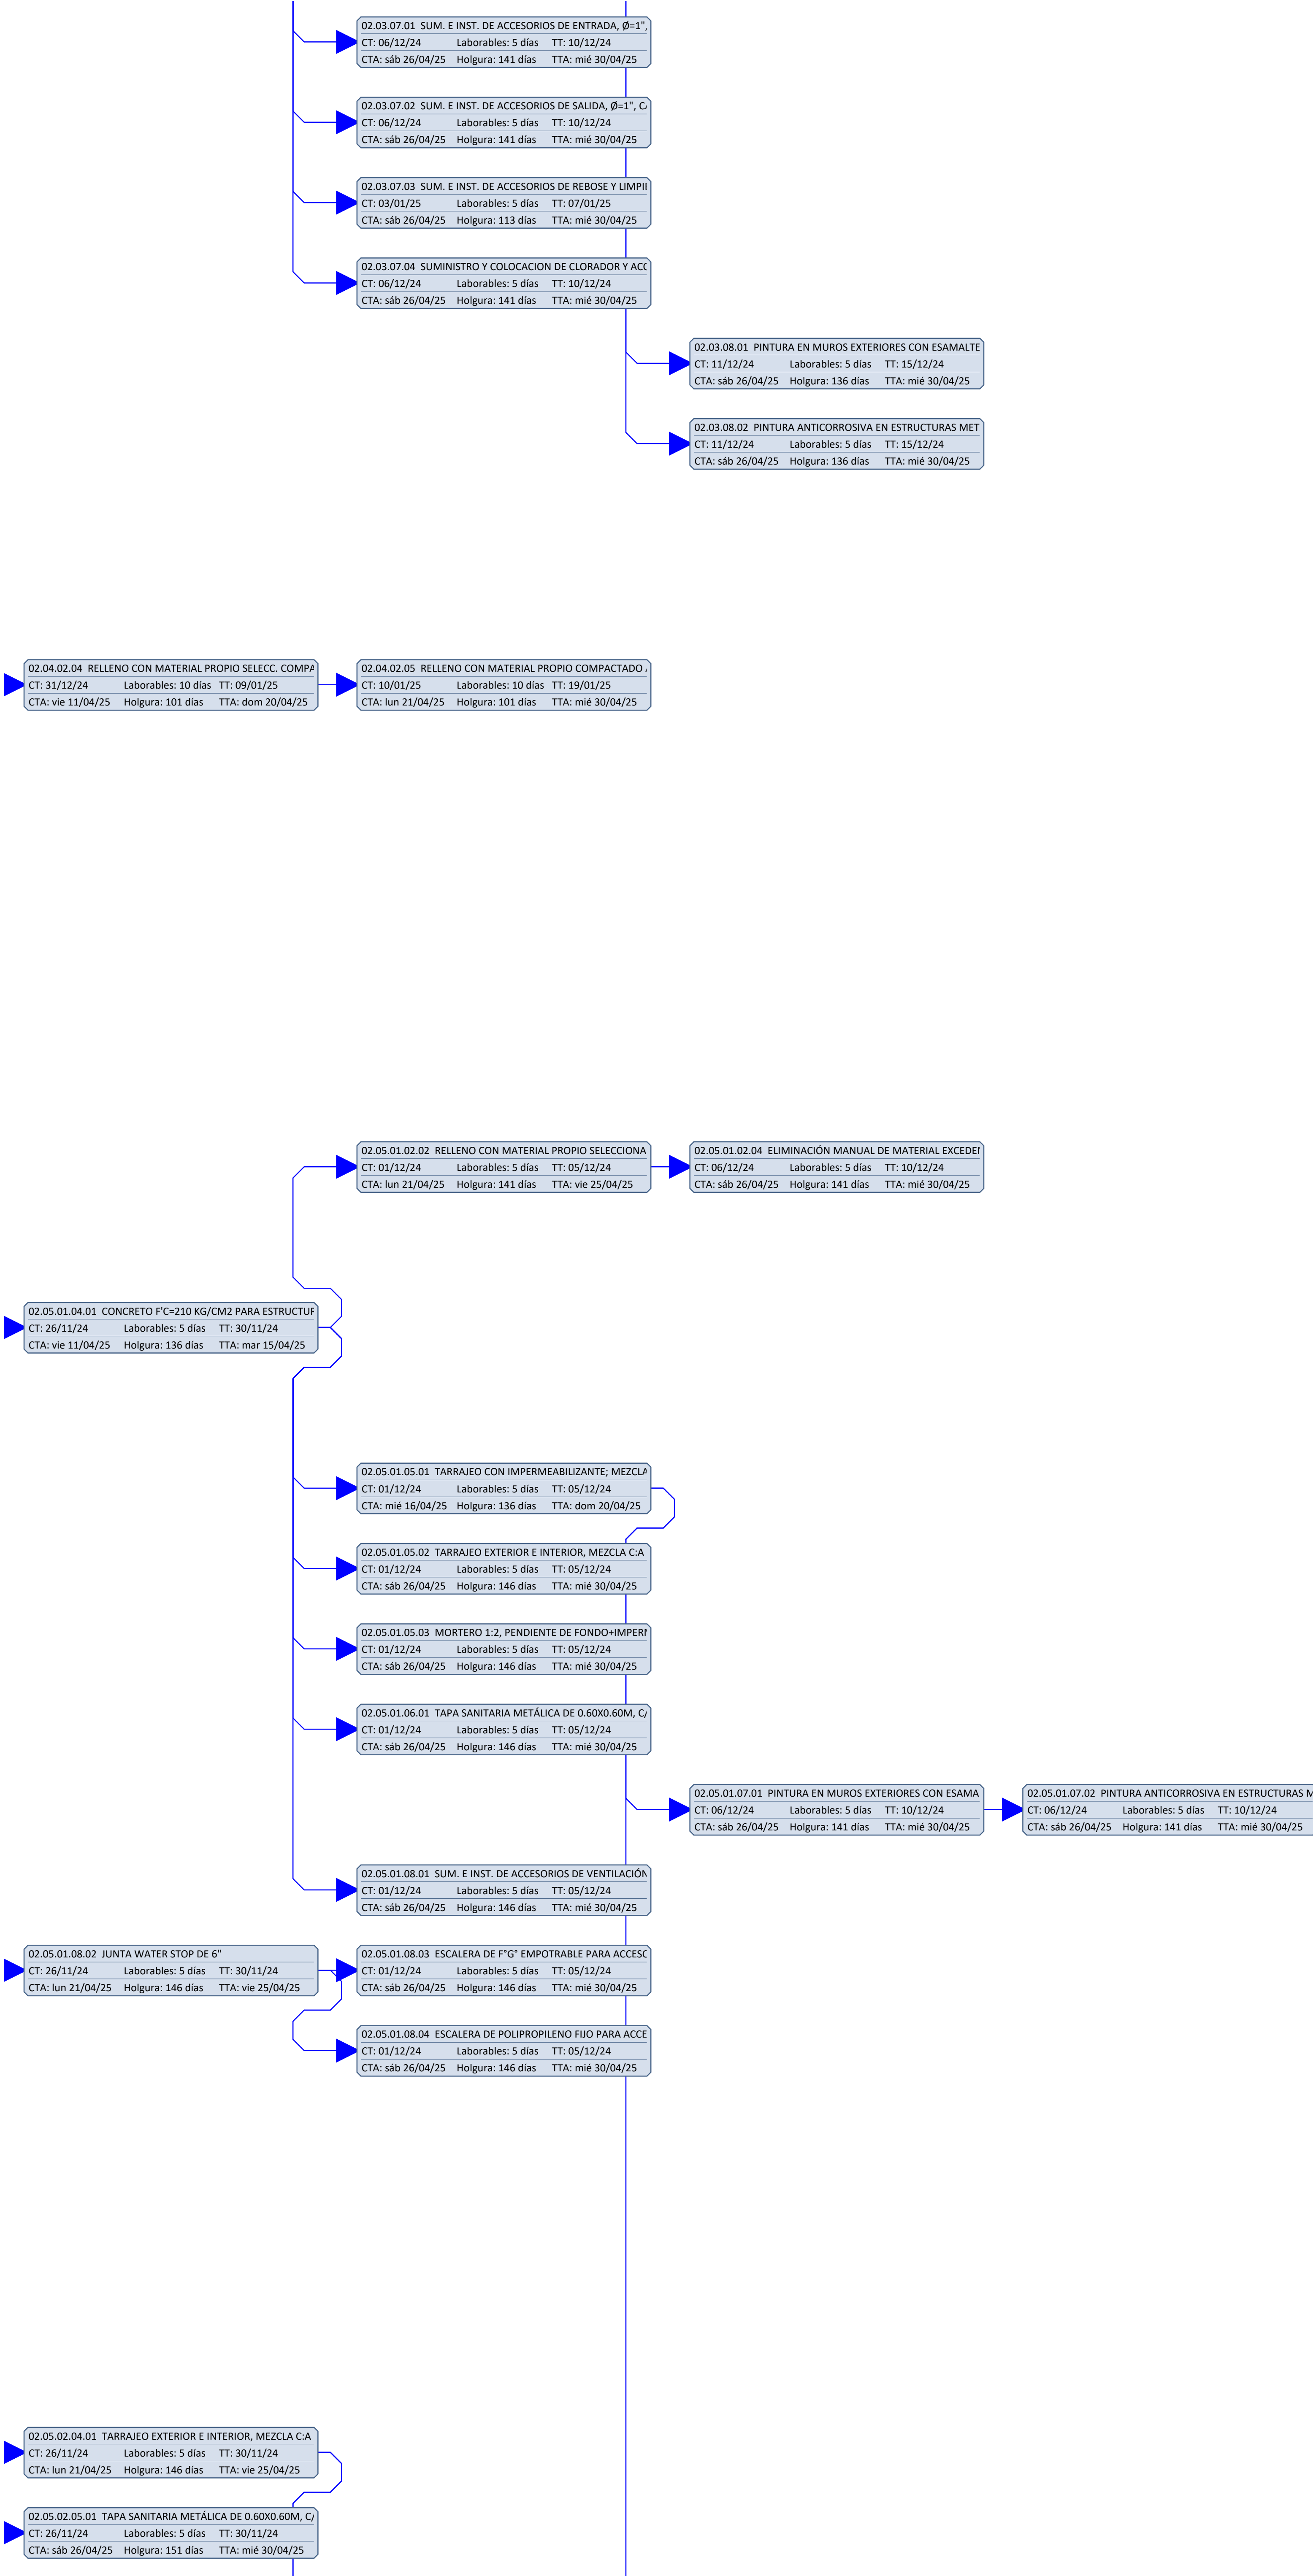 02.03.07.01 SUM. E INST. DE ACCESORIOS DE ENTRADA, Ø=1",
CT: 06/12/24 Laborables: 5 días TT: 10/12/24
CTA: sáb 26/04/25 Holgura: 141 días TTA: mié 30/04/25
02.03.07.02 SUM. E INST. DE ACCESORIOS DE SALIDA, Ø=1",
CT: 06/12/24 Laborables: 5 días TT: 10/12/24
CTA: sáb 26/04/25 Holgura: 141 días TTA: mié 30/04/25
02.03.07.03 SUM. E INST. DE ACCESORIOS DE REBOSE Y
CT: 03/01/25 Laborables: 5 días TT: 07/01/25
CTA: sáb 26/04/25 Holgura: 113 días TTA: mié 30/04/25
02.03.07.04 SUMINISTRO Y COLOCACION DE CLORADOR Y
CT: 06/12/24 Laborables: 5 días TT: 10/12/24
CTA: sáb 26/04/25 Holgura: 141 días TTA: mié 30/04/25
02.03.08.01 PINTURA EN MUROS EXTERIORES CON ESAMALTE
CT: 11/12/24 Laborables: 5 días TT: 15/12/24
CTA: sáb 26/04/25 Holgura: 136 días TTA: mié 30/04/25
02.03.08.02 PINTURA ANTICORROSIVA EN ESTRUCTURAS MET
CT: 11/12/24 Laborables: 5 días TT: 15/12/24
CTA: sáb 26/04/25 Holgura: 136 días TTA: mié 30/04/25
02.04.02.04 RELLENO CON MATERIAL PROPIO SELECC. COMPA
CT: 31/12/24 Laborables: 10 días TT: 09/01/25
CTA: vie 11/04/25 Holgura: 101 días TTA: dom 20/04/25
02.04.02.05 RELLENO CON MATERIAL PROPIO COMPACTADO
CT: 10/01/25 Laborables: 10 días TT: 19/01/25
CTA: lun 21/04/25 Holgura: 101 días TTA: mié 30/04/25
02.05.01.02.02 RELLENO CON MATERIAL PROPIO SELECCIONA
CT: 01/12/24 Laborables: 5 días TT: 05/12/24
CTA: lun 21/04/25 Holgura: 141 días TTA: vie 25/04/25
02.05.01.02.04 ELIMINACIÓN MANUAL DE MATERIAL
CT: 06/12/24 Laborables: 5 días TT: 10/12/24
CTA: sáb 26/04/25 Holgura: 141 días TTA: mié 30/04/25
02.05.01.04.01 CONCRETO F'C=210 KG/CM2 PARA
CT: 26/11/24 Laborables: 5 días TT: 30/11/24
CTA: vie 11/04/25 Holgura: 136 días TTA: mar 15/04/25
02.05.01.05.01 TARRAJEO CON IMPERMEABILIZANTE; MEZCLA
CT: 01/12/24 Laborables: 5 días TT: 05/12/24
CTA: mié 16/04/25 Holgura: 136 días TTA: dom 20/04/25
02.05.01.05.02 TARRAJEO EXTERIOR E INTERIOR, MEZCLA C:A
CT: 01/12/24 Laborables: 5 días TT: 05/12/24
CTA: sáb 26/04/25 Holgura: 146 días TTA: mié 30/04/25
02.05.01.05.03 MORTERO 1:2, PENDIENTE DE
CT: 01/12/24 Laborables: 5 días TT: 05/12/24
CTA: sáb 26/04/25 Holgura: 146 días TTA: mié 30/04/25
02.05.01.06.01 TAPA SANITARIA METÁLICA DE 0.60X0.60M,
CT: 01/12/24 Laborables: 5 días TT: 05/12/24
CTA: sáb 26/04/25 Holgura: 146 días TTA: mié 30/04/25
02.05.01.07.01 PINTURA EN MUROS EXTERIORES CON ESAMA
CT: 06/12/24 Laborables: 5 días TT: 10/12/24
CTA: sáb 26/04/25 Holgura: 141 días TTA: mié 30/04/25
02.05.01.07.02 PINTURA ANTICORROSIVA EN ESTRUCTURAS
CT: 06/12/24 Laborables: 5 días TT: 10/12/24
CTA: sáb 26/04/25 Holgura: 141 días TTA: mié 30/04/25
02.05.01.08.01 SUM. E INST. DE ACCESORIOS DE VENTILACIÓN
CT: 01/12/24 Laborables: 5 días TT: 05/12/24
CTA: sáb 26/04/25 Holgura: 146 días TTA: mié 30/04/25
02.05.01.08.02 JUNTA WATER STOP DE 6"
CT: 26/11/24 Laborables: 5 días TT: 30/11/24
CTA: lun 21/04/25 Holgura: 146 días TTA: vie 25/04/25
02.05.01.08.03 ESCALERA DE F°G° EMPOTRABLE PARA
CT: 01/12/24 Laborables: 5 días TT: 05/12/24
CTA: sáb 26/04/25 Holgura: 146 días TTA: mié 30/04/25
02.05.01.08.04 ESCALERA DE POLIPROPILENO FIJO PARA ACCE
CT: 01/12/24 Laborables: 5 días TT: 05/12/24
CTA: sáb 26/04/25 Holgura: 146 días TTA: mié 30/04/25
02.05.02.04.01 TARRAJEO EXTERIOR E INTERIOR, MEZCLA C:A
CT: 26/11/24 Laborables: 5 días TT: 30/11/24
CTA: lun 21/04/25 Holgura: 146 días TTA: vie 25/04/25
02.05.02.05.01 TAPA SANITARIA METÁLICA DE 0.60X0.60M,
CT: 26/11/24 Laborables: 5 días TT: 30/11/24
CTA: sáb 26/04/25 Holgura: 151 días TTA: mié 30/04/25